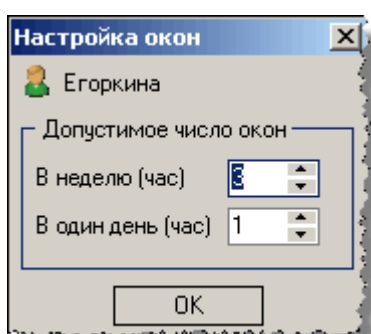 Настройка окон
Егоркина
Допустимое число окон
В неделю (час) 3
В один день (час) 1
OK